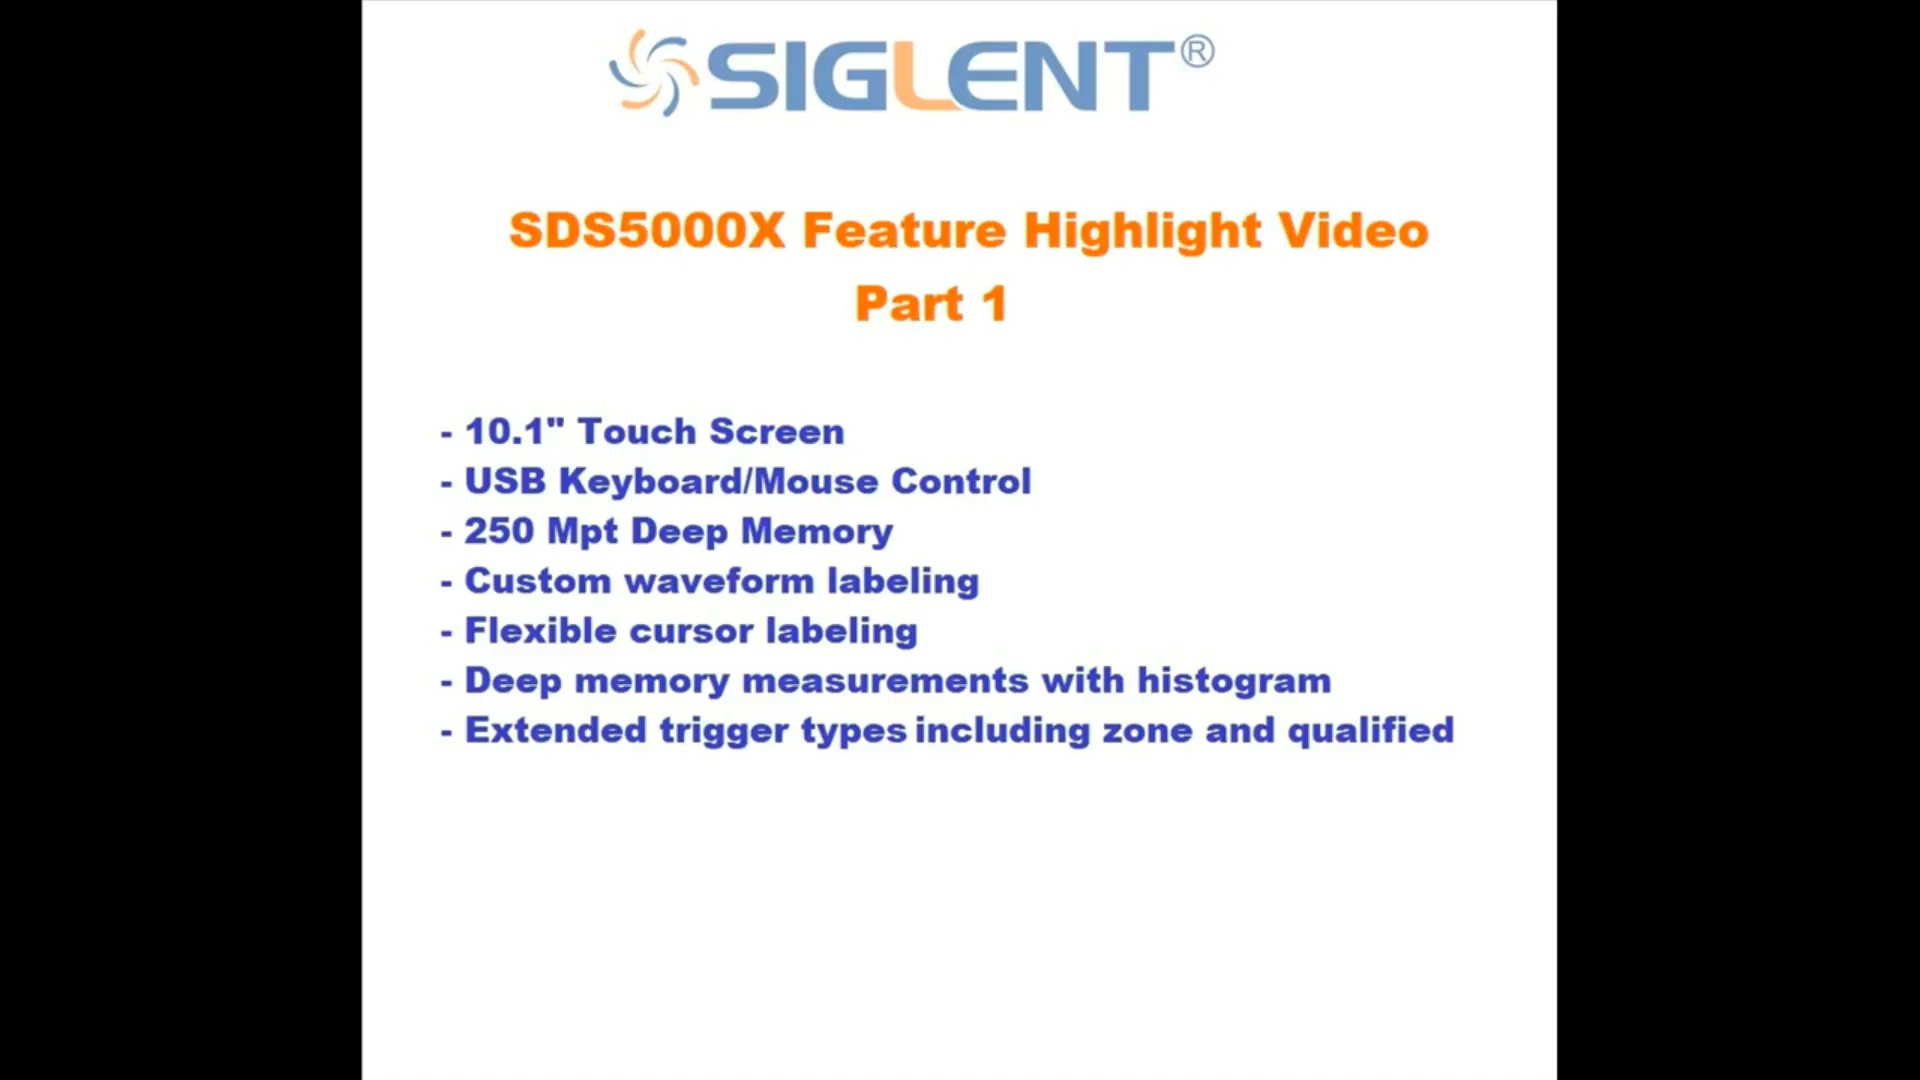 SIGLENT®
SDS5000X Feature Highlight Video
Part 1
- 10.1" Touch Screen
- USB Keyboard/Mouse Control
- 250 Mpt Deep Memory
- Custom waveform labeling
- Flexible cursor labeling
- Deep memory measurements with histogram
- Extended trigger types including zone and qualified